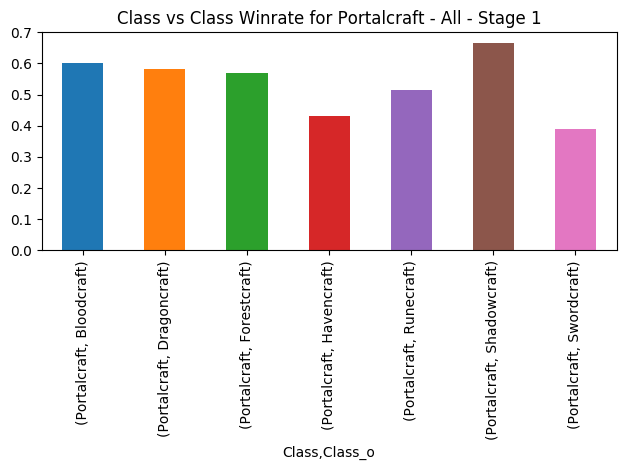 Class vs Class Winrate for Portalcraft - All - Stage 1
0.7
0.6
0.5
0.4
0.3
0.2
0.1
0.0
(Portalcraft, Bloodcraft)
(Portalcraft, Dragoncraft)
(Portalcraft, Forestcraft)
(Portalcraft, Havencraft)
(Portalcraft, Runecraft)
(Portalcraft, Shadowcraft)
(Portalcraft, Swordcraft)
Class,Class_o